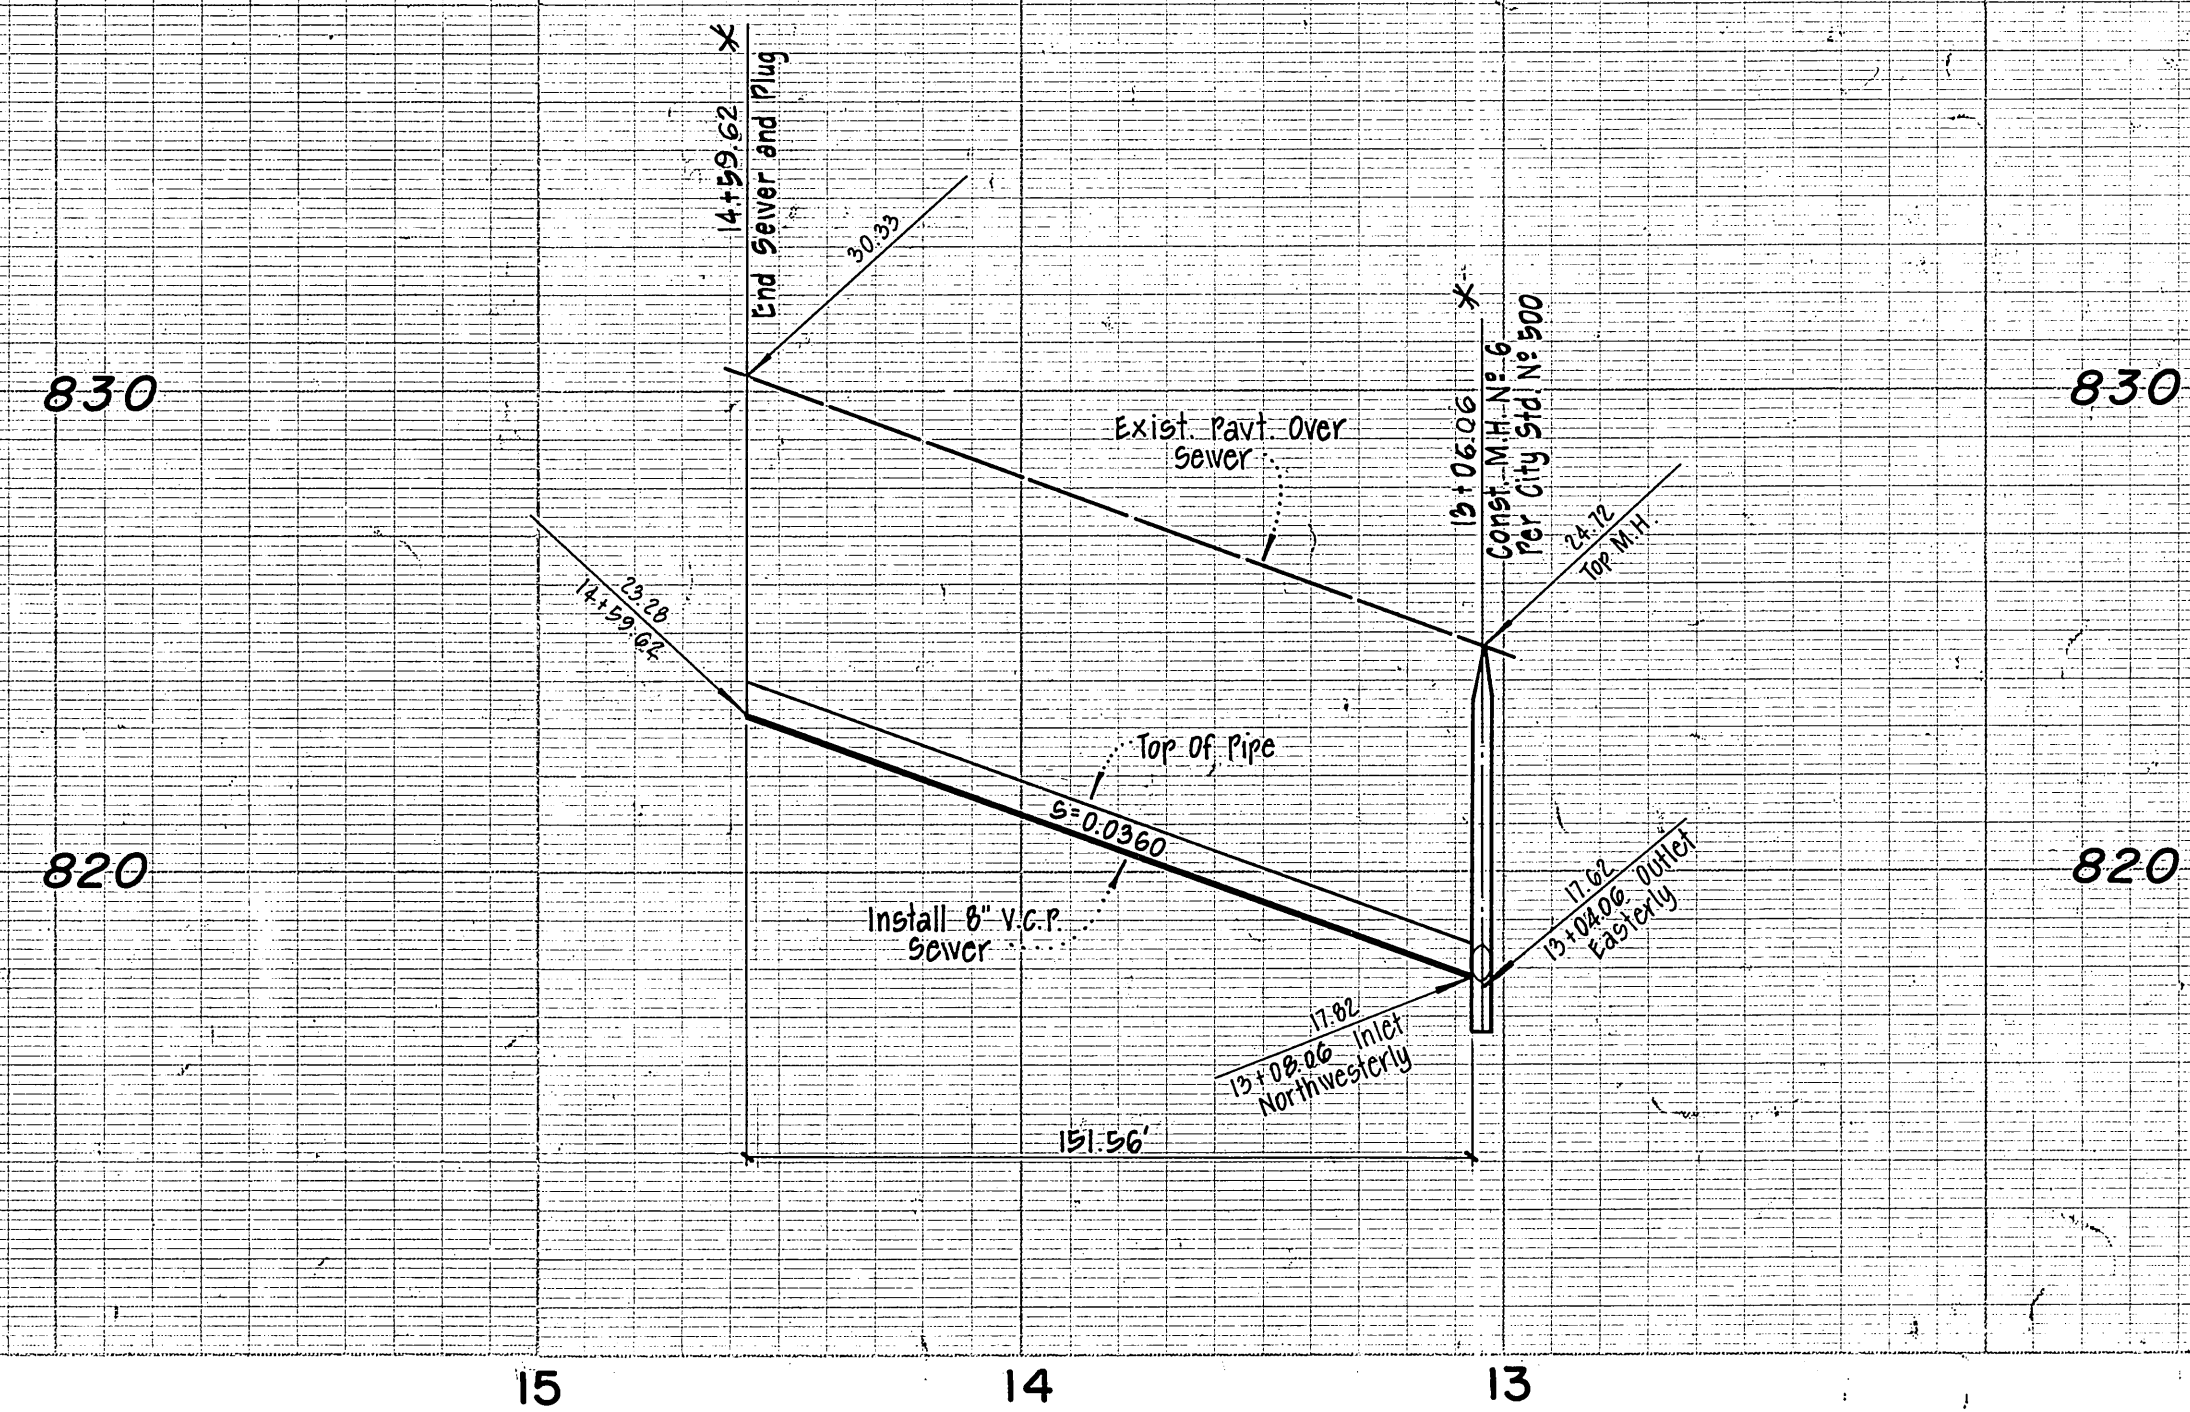 14+59.62
End Sewer and Plug
30.33
830
830
Exist. Pavt. Over
Sewer
13+06.06
Const. M.H. Nº 6
Per City Std. Nº 500
24.72
Top M.H.
23.28
14+59.62
Top Of Pipe
S=0.0360
820
820
Install 8" V.C.P.
Sewer
17.62
13+04.06 Outlet
Easterly
17.82
13+08.06 Inlet
Northwesterly
151.56'
15
14
13